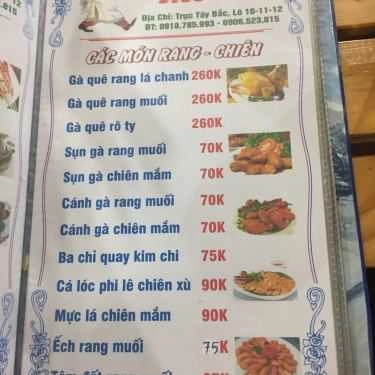 Địa Chỉ: Trục Tây Bắc, Lô 16-11-12
ĐT: 0918.765.993 - 0906.523.815
CÁC MÓN RANG - CHIÊN
Gà quê rang lá chanh 260K
Gà quê rang muối 260K
Gà quê rô ty 260K
Sụn gà rang muối 70K
Sụn gà chiên mắm 70K
Cánh gà rang muối 70K
Cánh gà chiên mắm 70K
Ba chỉ quay kim chi 75K
Cá lóc phi lê chiên xù 90K
Mực lá chiên mắm 90K
Ếch rang muối 75K